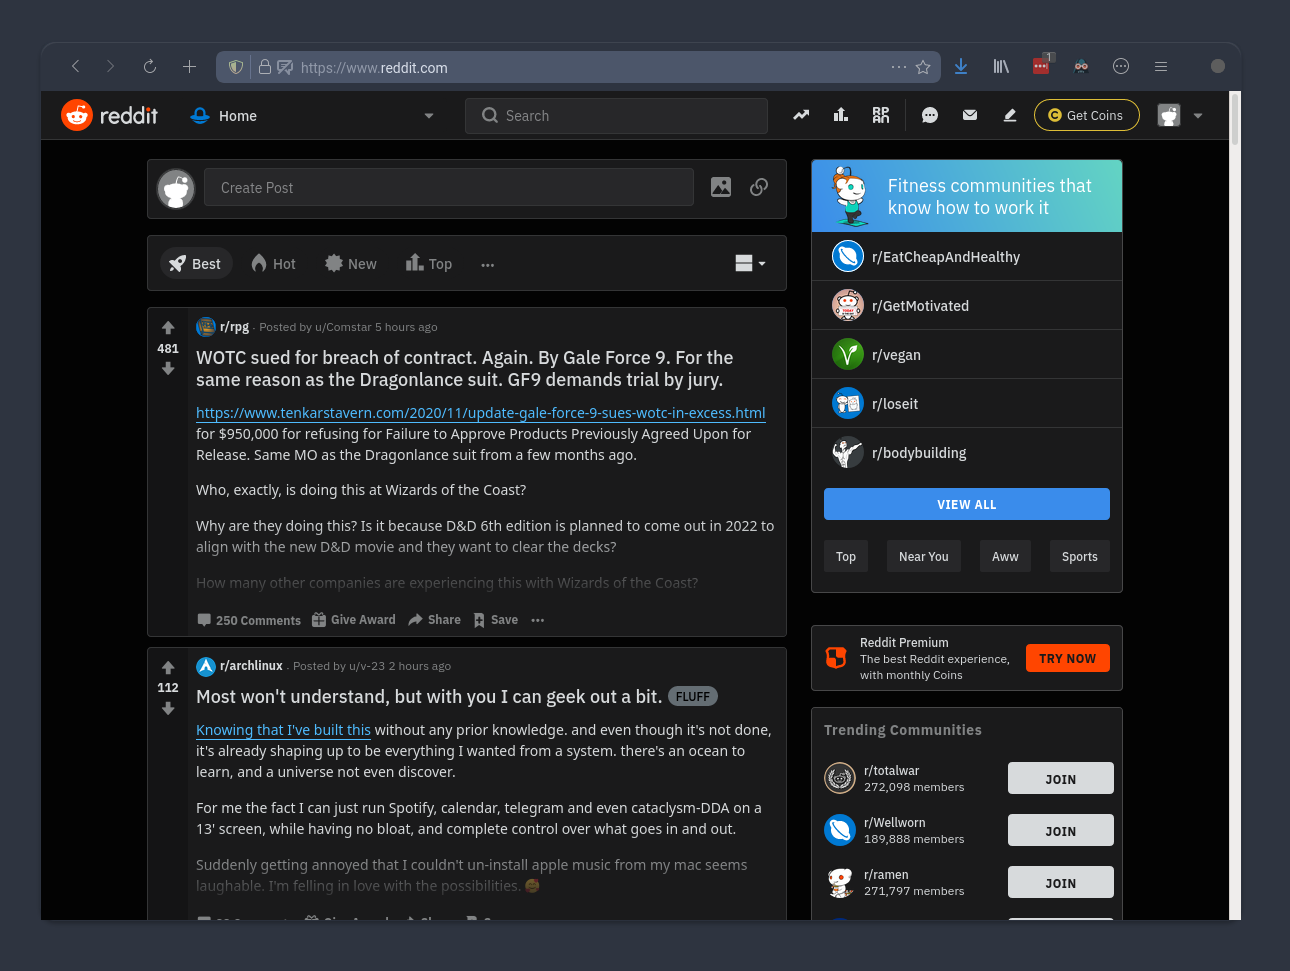 1
https://www.reddit.com
reddit
Home
Search
Get Coins
Create Post
Best
Hot
New
Top
r/rpg · Posted by u/Comstar 5 hours ago
481
WOTC sued for breach of contract. Again. By Gale Force 9. For the
same reason as the Dragonlance suit. GF9 demands trial by jury.
https://www.tenkarstavern.com/2020/11/update-gale-force-9-sues-wotc-in-excess.html
for $950,000 for refusing for Failure to Approve Products Previously Agreed Upon for
Release. Same MO as the Dragonlance suit from a few months ago.
Who, exactly, is doing this at Wizards of the Coast?
Why are they doing this? Is it because D&D 6th edition is planned to come out in 2022 to
align with the new D&D movie and they want to clear the decks?
How many other companies are experiencing this with Wizards of the Coast?
250 Comments
Give Award
Share
Save
r/archlinux · Posted by u/v-23 2 hours ago
112
Most won't understand, but with you I can geek out a bit. FLUFF
Knowing that I've built this without any prior knowledge. and even though it's not done,
it's already shaping up to be everything I wanted from a system. there's an ocean to
learn, and a universe not even discover.
For me the fact I can just run Spotify, calendar, telegram and even cataclysm-DDA on a
13' screen, while having no bloat, and complete control over what goes in and out.
Suddenly getting annoyed that I couldn't un-install apple music from my mac seems
laughable. I'm felling in love with the possibilities.
Fitness communities that
know how to work it
r/EatCheapAndHealthy
r/GetMotivated
r/vegan
r/loseit
r/bodybuilding
VIEW ALL
Top
Near You
Aww
Sports
Reddit Premium
The best Reddit experience,
with monthly Coins
TRY NOW
Trending Communities
r/totalwar
272,098 members
JOIN
r/Wellworn
189,888 members
JOIN
r/ramen
271,797 members
JOIN